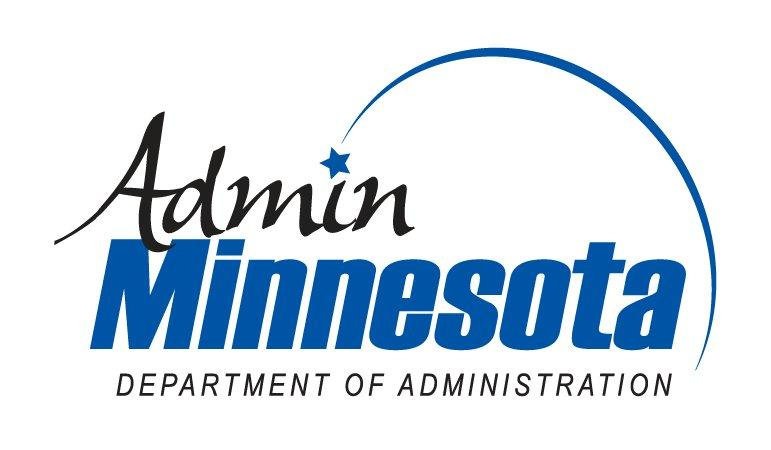 Admin
Minnesota
DEPARTMENT OF ADMINISTRATION